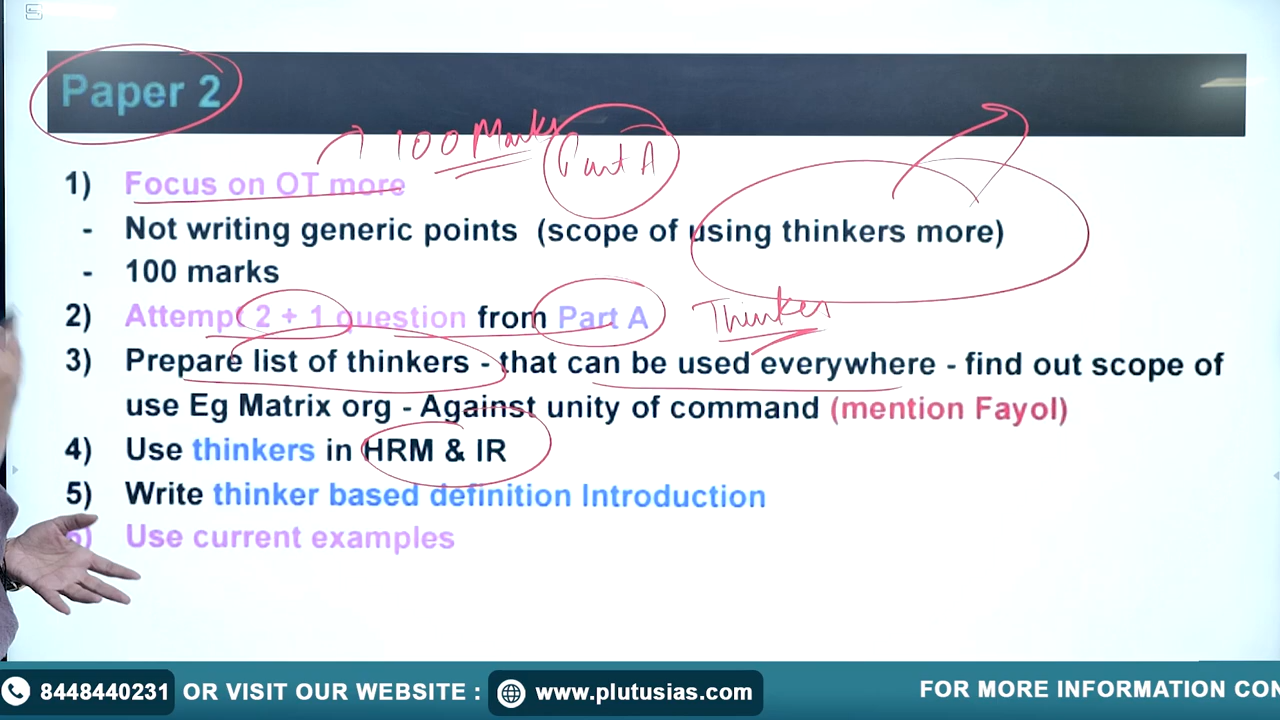 Paper 2
100 Marks
Part A
1) Focus on OT more
- Not writing generic points (scope of using thinkers more)
- 100 marks
2) Attempt 2 + 1 question from Part A
Thinker
3) Prepare list of thinkers - that can be used everywhere - find out scope of
use Eg Matrix org - Against unity of command (mention Fayol)
4) Use thinkers in HRM & IR
5) Write thinker based definition Introduction
6) Use current examples
8448440231 OR VISIT OUR WEBSITE : www.plutusias.com FOR MORE INFORMATION CON